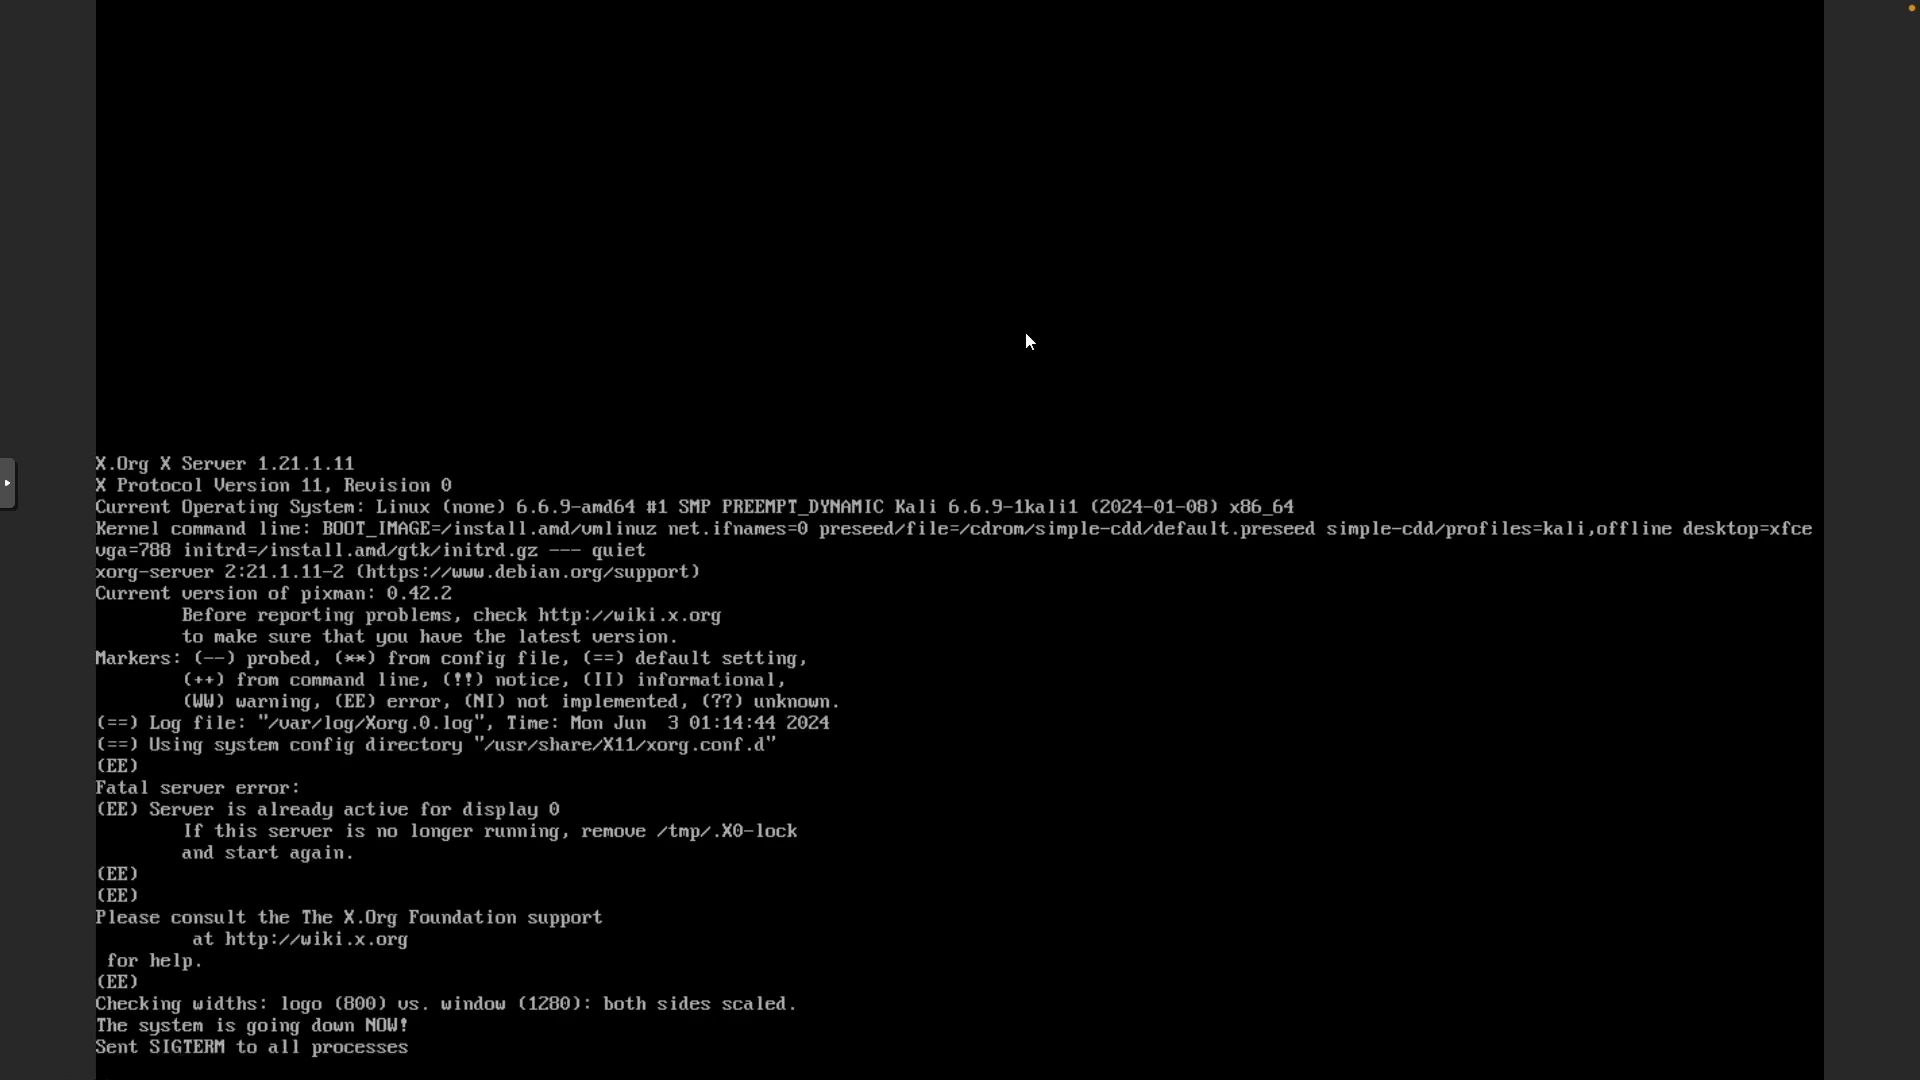 X.Org X Server 1.21.1.11
X Protocol Version 11, Revision 0
Current Operating System: Linux (none) 6.6.9-amd64 #1 SMP PREEMPT_DYNAMIC Kali 6.6.9-1kali1 (2024-01-08) x86_64
Kernel command line: BOOT_IMAGE=/install.amd/vmlinuz net.ifnames=0 preseed/file=/cdrom/simple-cdd/default.preseed simple-cdd/profiles=kali,offline desktop=xfce
vga=788 initrd=/install.amd/gtk/initrd.gz --- quiet
xorg-server 2:21.1.11-2 (https://www.debian.org/support)
Current version of pixman: 0.42.2
Before reporting problems, check http://wiki.x.org
to make sure that you have the latest version.
Markers: (--) probed, (**) from config file, (==) default setting,
(++) from command line, (!!) notice, (II) informational,
(WW) warning, (EE) error, (NI) not implemented, (??) unknown.
(==) Log file: "/var/log/Xorg.0.log", Time: Mon Jun  3 01:14:44 2024
(==) Using system config directory "/usr/share/X11/xorg.conf.d"
(EE)
Fatal server error:
(EE) Server is already active for display 0
If this server is no longer running, remove /tmp/.X0-lock
and start again.
(EE)
(EE)
Please consult the The X.Org Foundation support
at http://wiki.x.org
for help.
(EE)
Checking widths: logo (800) vs. window (1280): both sides scaled.
The system is going down NOW!
Sent SIGTERM to all processes